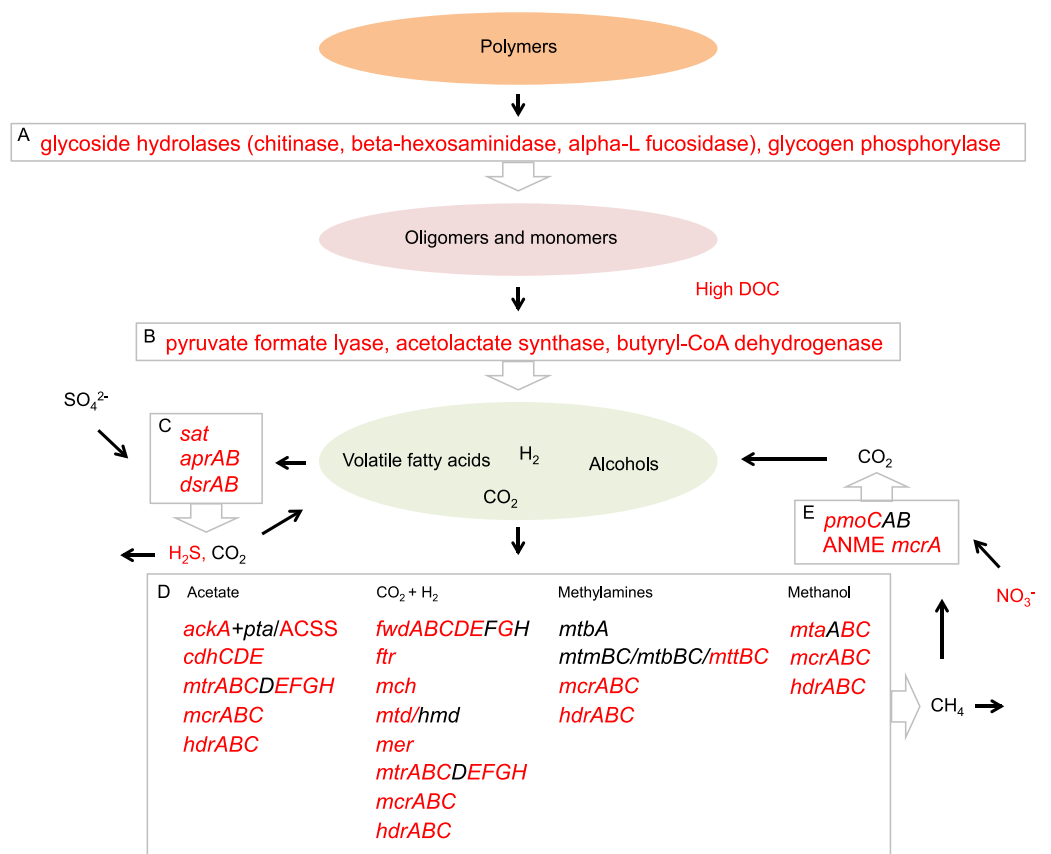 Polymers
A glycoside hydrolases (chitinase, beta-hexosaminidase, alpha-L fucosidase), glycogen phosphorylase
Oligomers and monomers
High DOC
B pyruvate formate lyase, acetolactate synthase, butyryl-CoA dehydrogenase
SO₄²⁻
C
sat
aprAB
dsrAB
H₂S, CO₂
Volatile fatty acids H₂ Alcohols
CO₂
CO₂
E
pmoCAB
ANME mcrA
NO₃⁻
D
Acetate
ackA+pta/ACSS
cdhCDE
mtrABCDEFGH
mcrABC
hdrABC
CO₂ + H₂
fwdABCDEFGH
ftr
mch
mtd/hmd
mer
mtrABCDEFGH
mcrABC
hdrABC
Methylamines
mtbA
mtmBC/mtbBC/mttBC
mcrABC
hdrABC
Methanol
mtaABC
mcrABC
hdrABC
CH₄